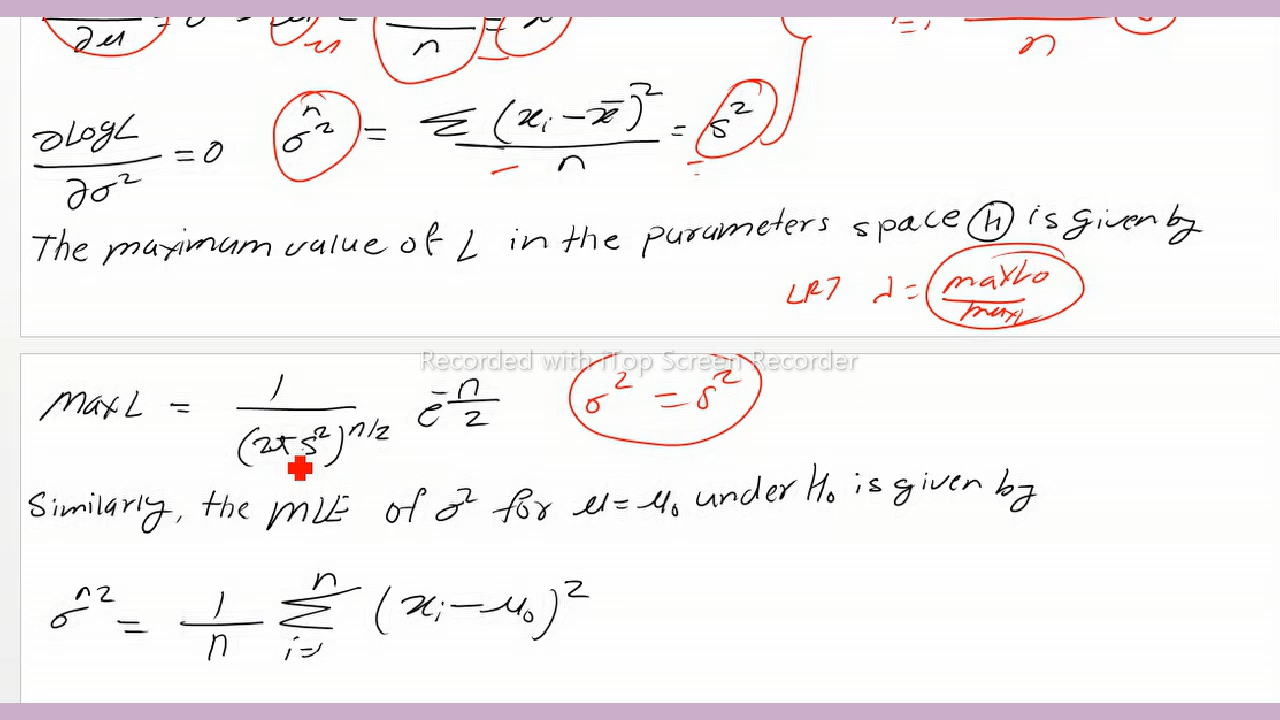 ∂μ n = n
∂LogL/∂σ² = 0 σ̂² = Σ(xᵢ - x̄)²/n = s²
The maximum value of L in the parameters space Ⓗ is given by
LRT λ = maxL₀/maxL
Recorded with iTop Screen Recorder
maxL = 1/(2πs²)^n/2 e^-n/2 σ² = s²
Similarly, the MLE of σ² for μ = μ₀ under H₀ is given by
σ̂² = 1/n Σ n i= (xᵢ - μ₀)²